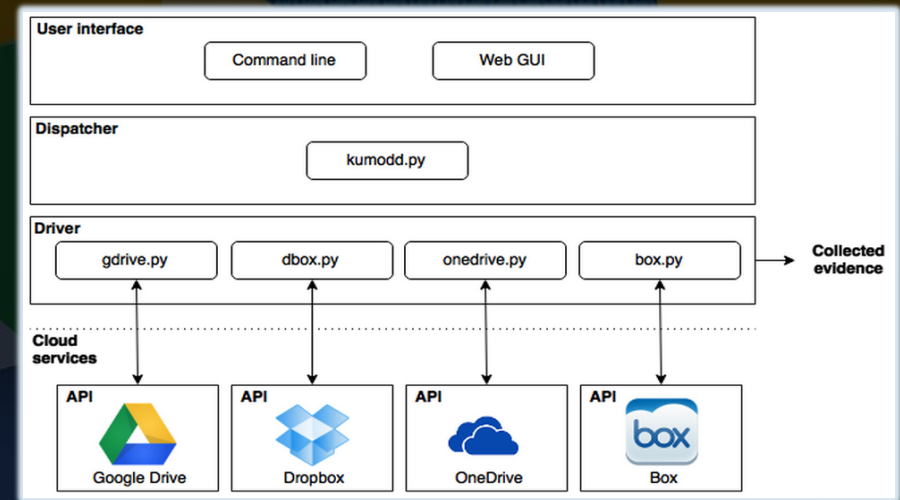 User interface
Command line
Web GUI
Dispatcher
kumodd.py
Driver
gdrive.py
dbox.py
onedrive.py
box.py
Collected
evidence
Cloud
services
API
API
API
API
box
Google Drive
Dropbox
OneDrive
Box